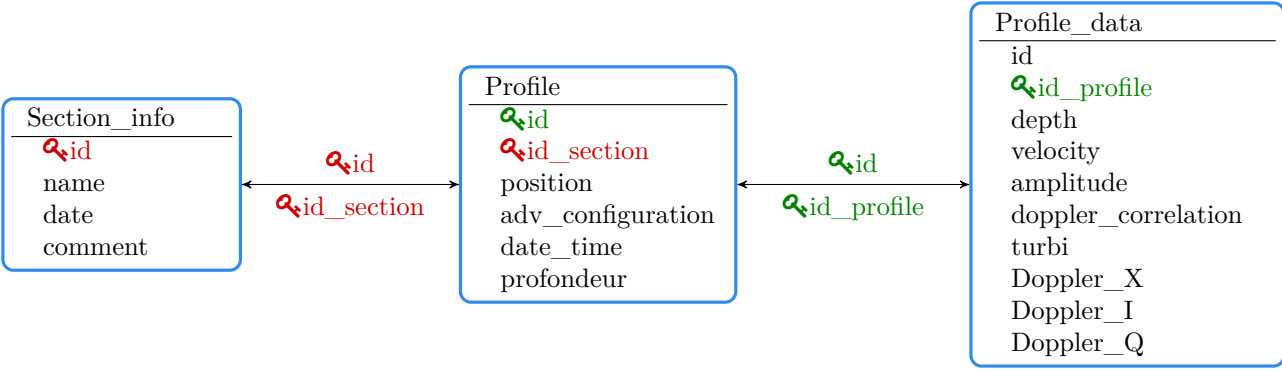 Section_info
id
name
date
comment
id
id_section
Profile
id
id_section
position
adv_configuration
date_time
profondeur
id
id_profile
Profile_data
id
id_profile
depth
velocity
amplitude
doppler_correlation
turbi
Doppler_X
Doppler_I
Doppler_Q